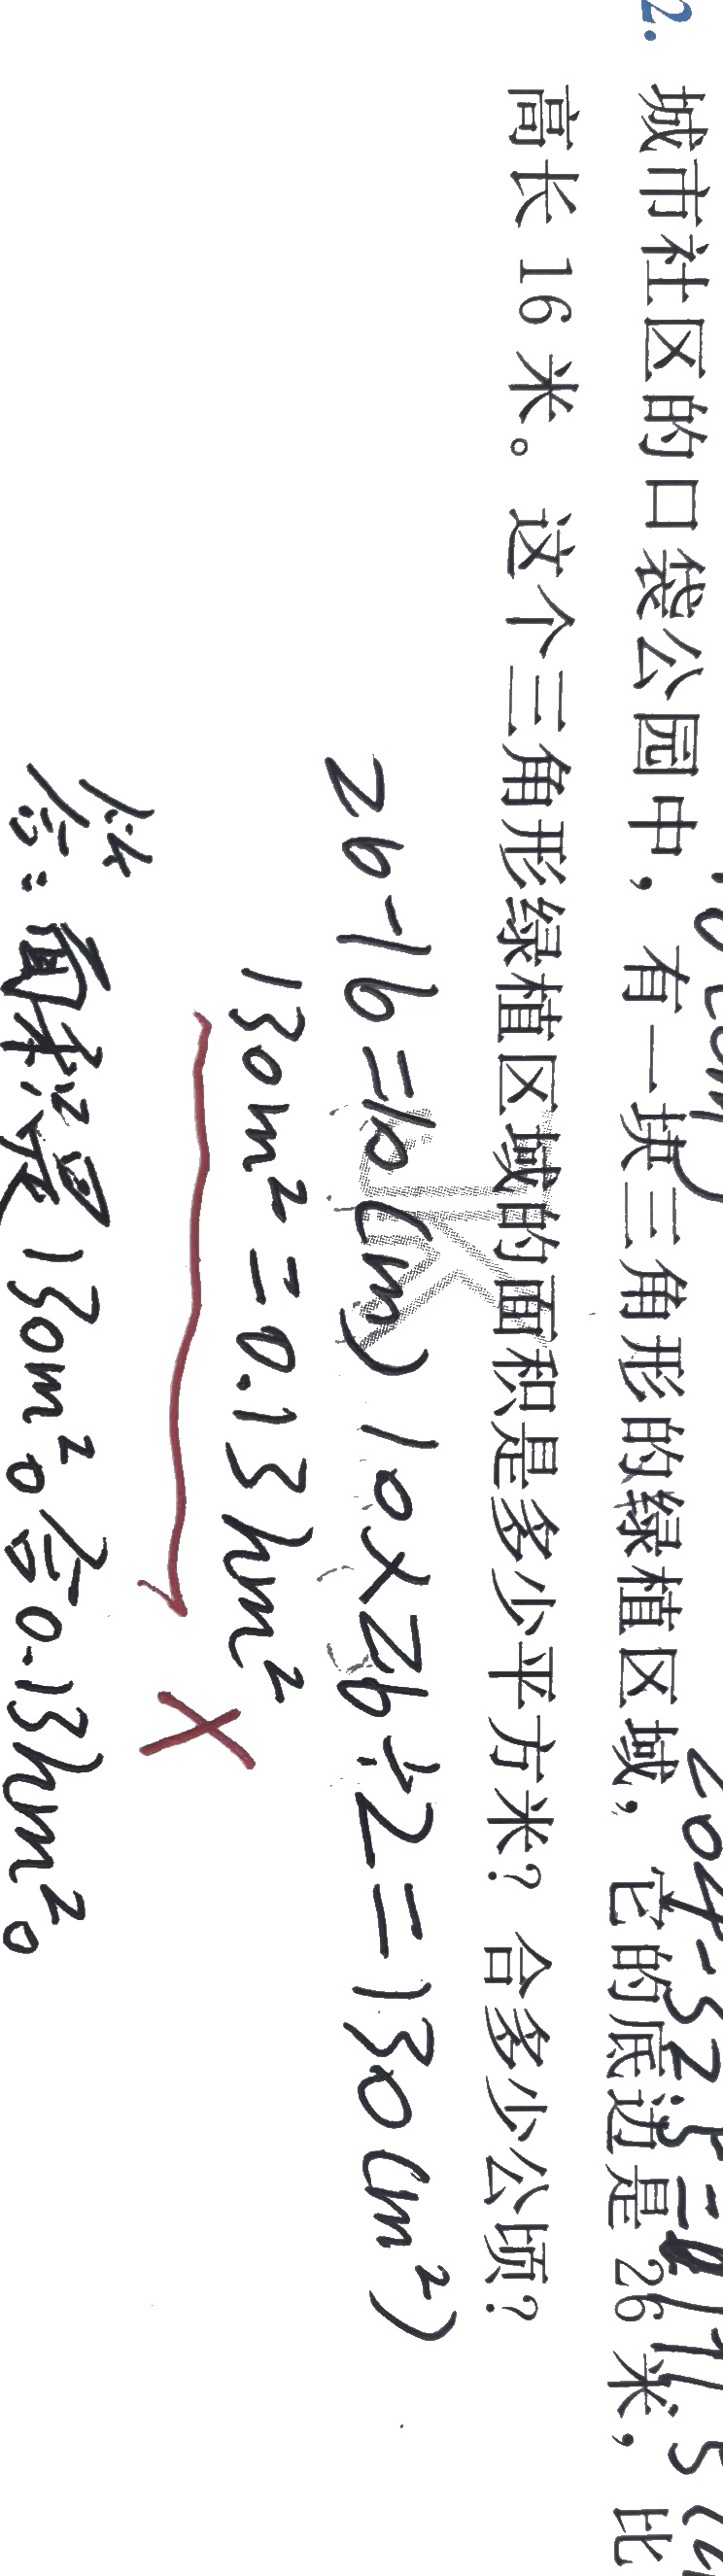 2. 城市社区的口袋公园中，有一块三角形的绿植区域，它的底边是 26 米，比
高长 16 米。这个三角形绿植区域的面积是多少平方米？合多少公顷？
26-16=10(m) 10×26÷2=130(m²)
130m²=0.13hm²
答：面积是130m²。合0.13hm²。